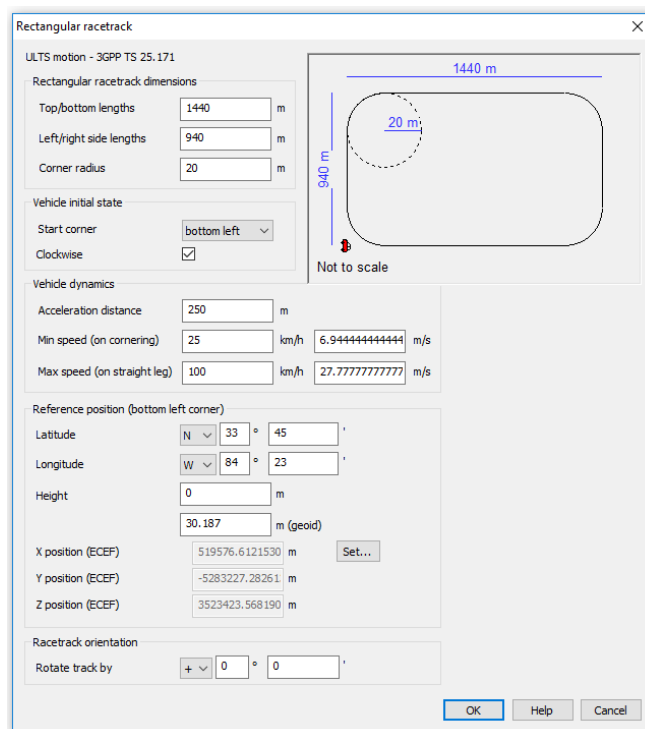 Rectangular racetrack
ULTS motion - 3GPP TS 25.171
Rectangular racetrack dimensions
Top/bottom lengths 1440 m
Left/right side lengths 940 m
Corner radius 20 m
1440 m
20 m
940 m
Not to scale
Vehicle initial state
Start corner bottom left
Clockwise
Vehicle dynamics
Acceleration distance 250 m
Min speed (on cornering) 25 km/h 6.944444444444 m/s
Max speed (on straight leg) 100 km/h 27.77777777777 m/s
Reference position (bottom left corner)
Latitude N 33 ° 45 '
Longitude W 84 ° 23 '
Height 0 m
30.187 m (geoid)
X position (ECEF) 519576.6121530 m Set...
Y position (ECEF) -5283227.28261 m
Z position (ECEF) 3523423.568190 m
Racetrack orientation
Rotate track by + 0 ° 0 '
OK Help Cancel